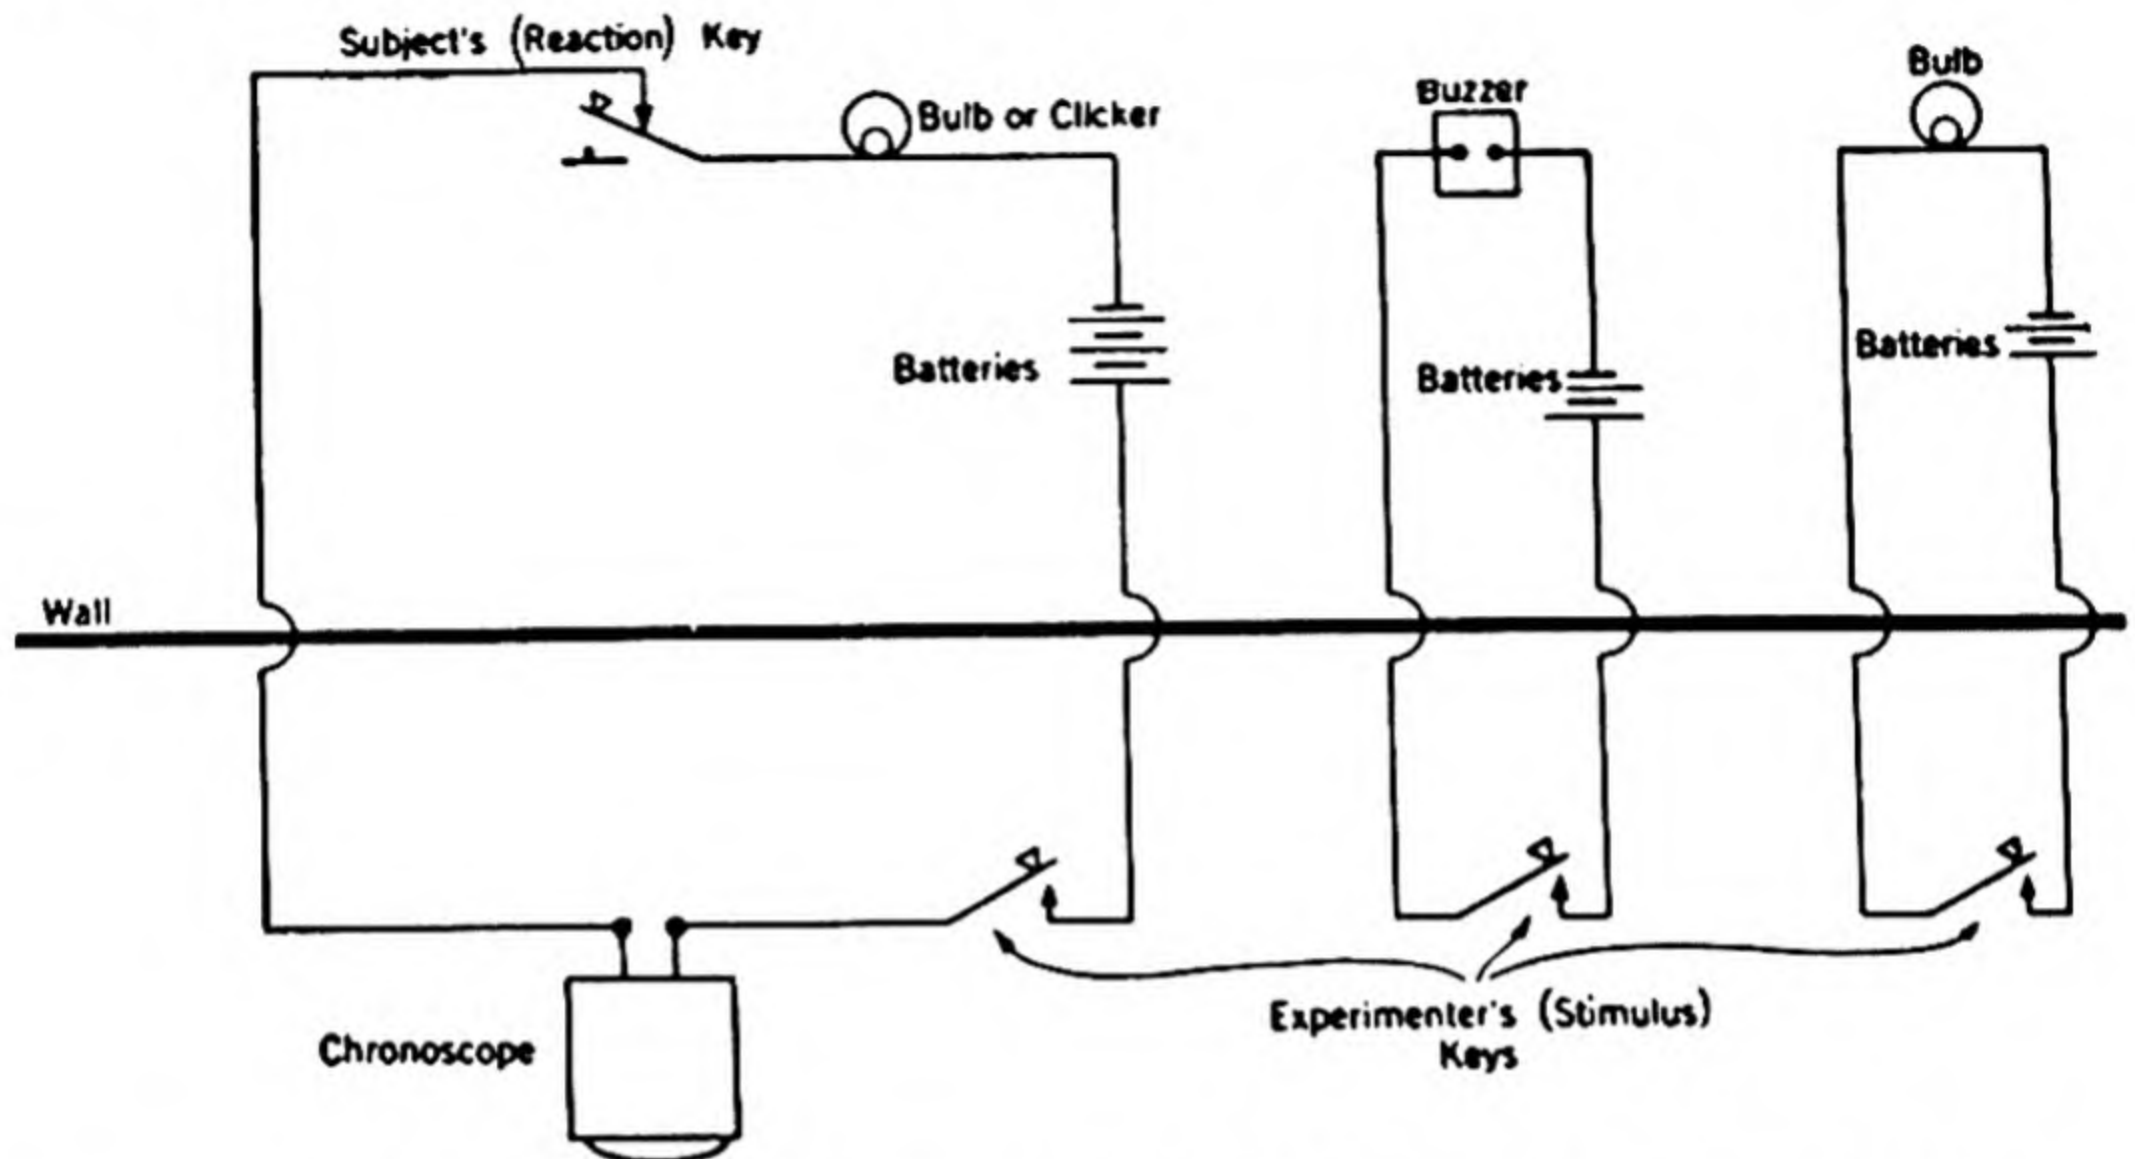 Subject's (Reaction) Key
Bulb or Clicker
Buzzer
Bulb
Batteries
Batteries
Batteries
Wall
Experimenter's (Stimulus)
Keys
Chronoscope